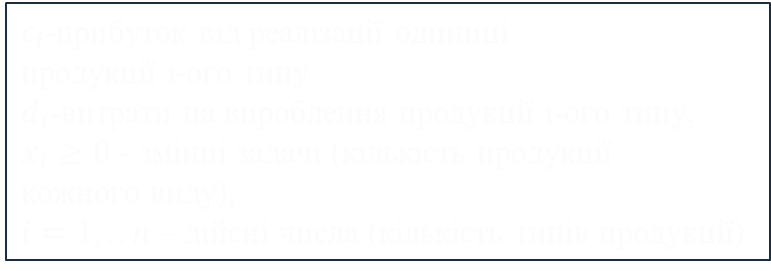 c_i-прибуток від реалізації одиниці
продукції і-ого типу
d_i-витрати на вироблення продукції і-ого типу,
x_i ≥ 0 - змінні задачі (кількість продукції
кожного виду),
i = 1,..n – дійсні числа (кількість типів продукції)